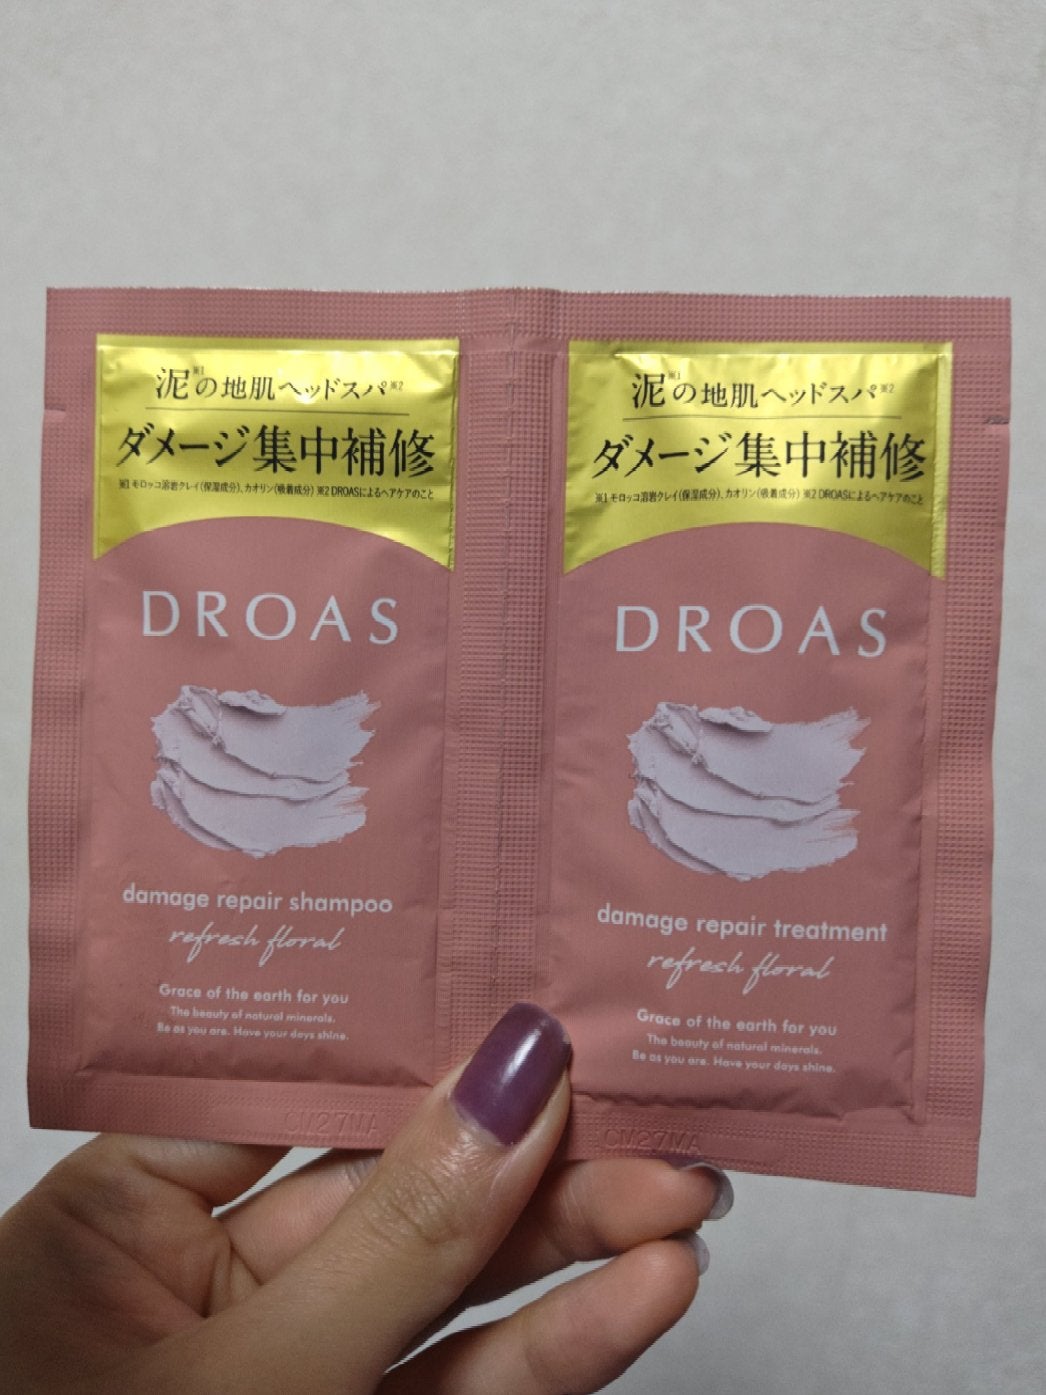 泥※1の地肌ヘッドスパ※2
ダメージ集中補修
※1 モロッコ溶岩クレイ(保湿成分)、カオリン(吸着成分) ※2 DROASによるヘアケアのこと
DROAS
damage repair shampoo
refresh floral
Grace of the earth for you
The beauty of natural minerals.
Be as you are. Have your days shine.
泥※1の地肌ヘッドスパ※2
ダメージ集中補修
※1 モロッコ溶岩クレイ(保湿成分)、カオリン(吸着成分) ※2 DROASによるヘアケアのこと
DROAS
damage repair treatment
refresh floral
Grace of the earth for you
The beauty of natural minerals.
Be as you are. Have your days shine.